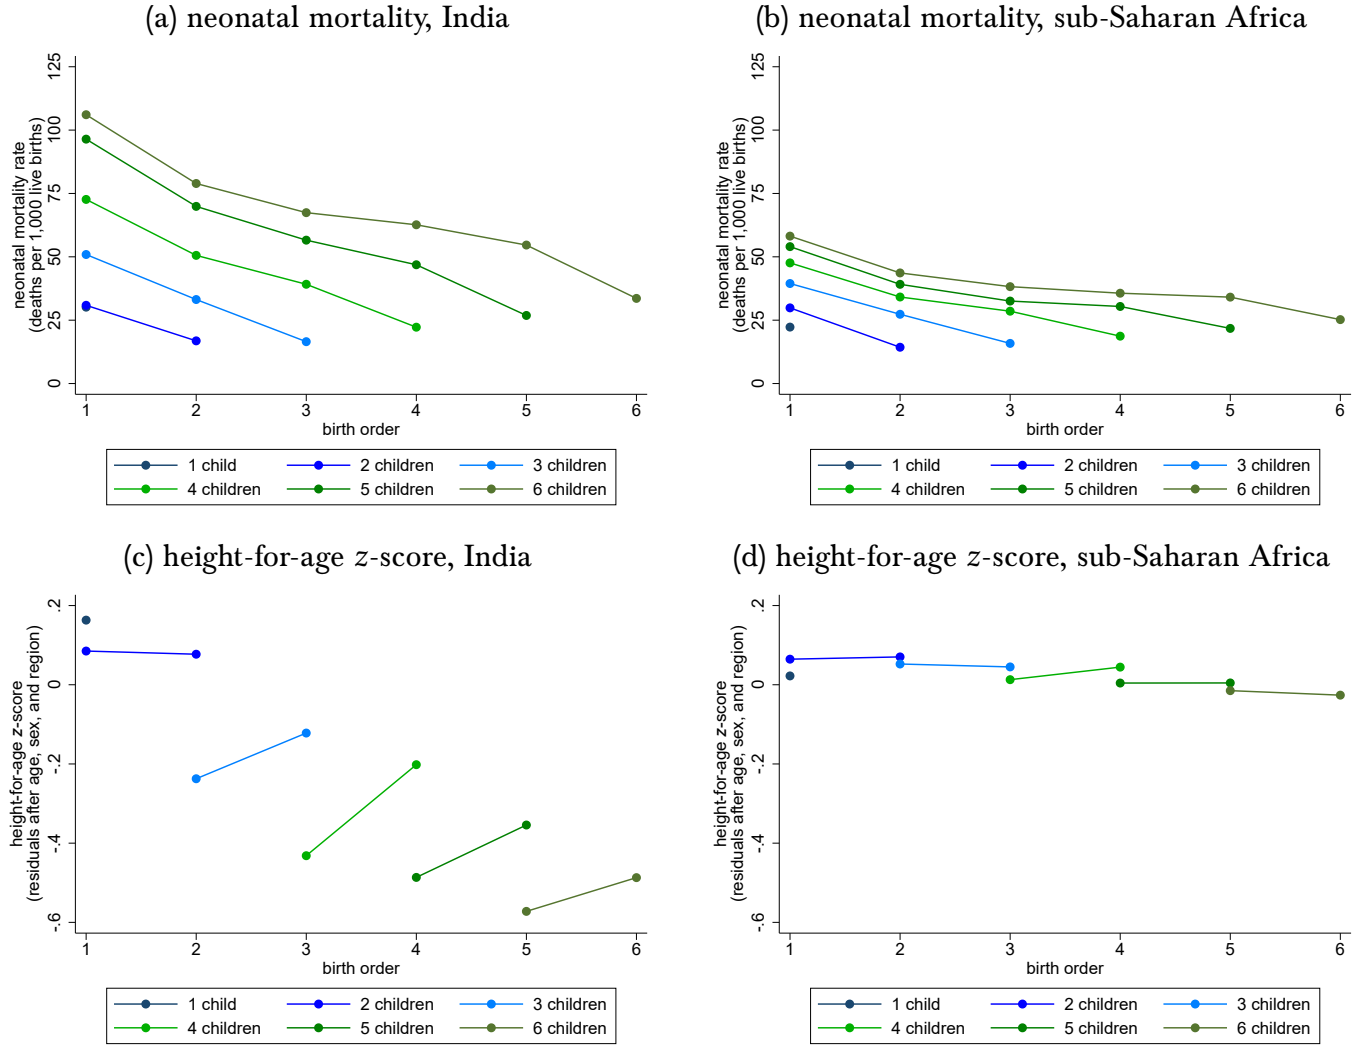 (a) neonatal mortality, India
neonatal mortality rate
(deaths per 1,000 live births)
125
100
75
50
25
0
1 2 3 4 5 6
birth order
1 child 2 children 3 children
4 children 5 children 6 children
(b) neonatal mortality, sub-Saharan Africa
neonatal mortality rate
(deaths per 1,000 live births)
125
100
75
50
25
0
1 2 3 4 5 6
birth order
1 child 2 children 3 children
4 children 5 children 6 children
(c) height-for-age z-score, India
height-for-age z-score
(residuals after age, sex, and region)
.2
0
-.2
-.4
-.6
1 2 3 4 5 6
birth order
1 child 2 children 3 children
4 children 5 children 6 children
(d) height-for-age z-score, sub-Saharan Africa
height-for-age z-score
(residuals after age, sex, and region)
.2
0
-.2
-.4
-.6
1 2 3 4 5 6
birth order
1 child 2 children 3 children
4 children 5 children 6 children